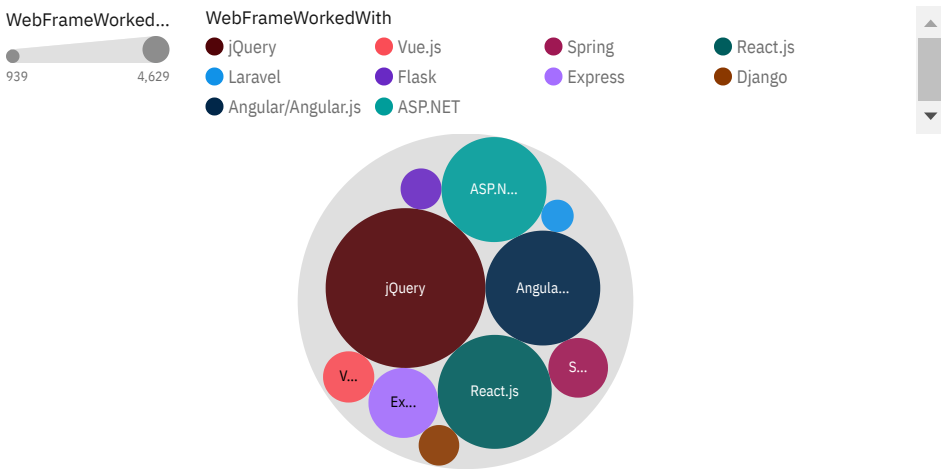 WebFrameWorked...
939 4,629
WebFrameWorkedWith
jQuery Vue.js Spring React.js
Laravel Flask Express Django
Angular/Angular.js ASP.NET
ASP.N...
jQuery
Angula...
V...
Ex...
React.js
S...